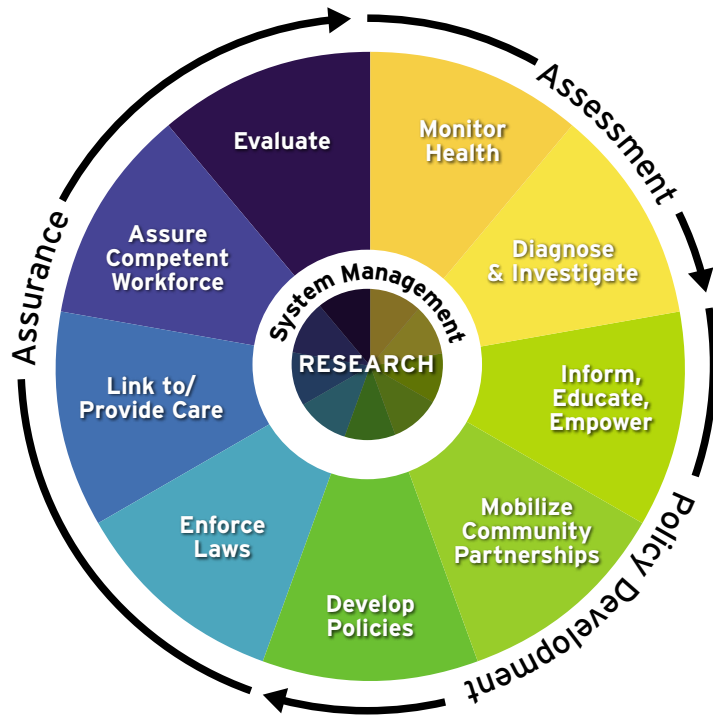 Assessment
Monitor
Health
Diagnose
& Investigate
Policy Development
Inform,
Educate,
Empower
Mobilize
Community
Partnerships
Develop
Policies
Assurance
Enforce
Laws
Link to/
Provide Care
Assure
Competent
Workforce
Evaluate
System Management
RESEARCH